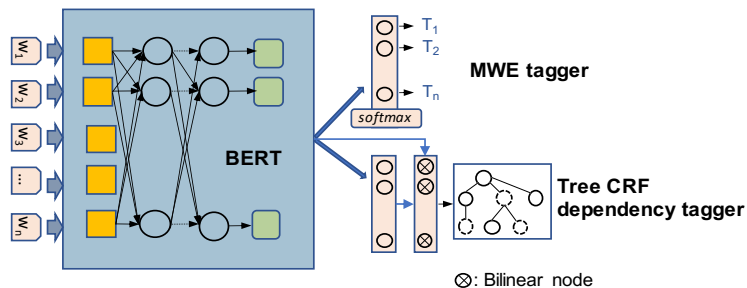 W1
W2
W3
...
Wn
BERT
T1
T2
Tn
softmax
MWE tagger
Tree CRF
dependency tagger
⊗: Bilinear node